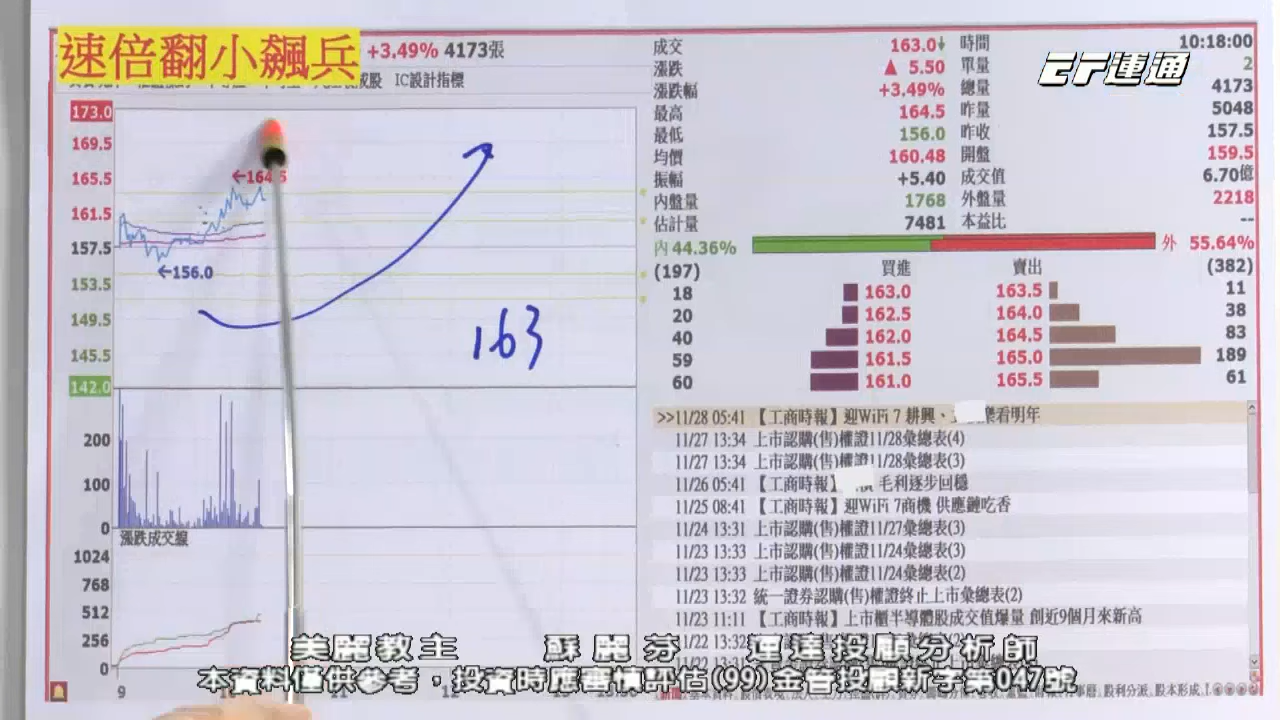 速倍翻小飆兵
+3.49% 4173張
成股 IC設計指標
173.0
169.5
165.5
161.5
157.5
153.5
149.5
145.5
142.0
←164.5
←156.0
163
200
100
0
漲跌成交線
1024
768
512
256
0
9
成交 163.0 時間 10:18:00
漲跌 ▲ 5.50 單量 2
漲跌幅 +3.49% 總量 4173
最高 164.5 昨量 5048
最低 156.0 昨收 157.5
均價 160.48 開盤 159.5
振幅 +5.40 成交值 6.70億
內盤量 1768 外盤量 2218
估計量 7481 本益比 --
內 44.36% 外 55.64%
(197) 買進 賣出 (382)
18 163.0 163.5 11
20 162.5 164.0 38
40 162.0 164.5 83
59 161.5 165.0 189
60 161.0 165.5 61
>>11/28 05:41 【工商時報】迎WiFi 7 耕興、 樂看明年
11/27 13:34 上市認購(售)權證11/28彙總表(4)
11/27 13:34 上市認購(售)權證11/28彙總表(3)
11/26 05:41 【工商時報】 毛利逐步回穩
11/25 08:41 【工商時報】迎WiFi 7商機 供應鏈吃香
11/24 13:31 上市認購(售)權證11/27彙總表(3)
11/23 13:33 上市認購(售)權證11/24彙總表(3)
11/23 13:33 上市認購(售)權證11/24彙總表(2)
11/23 13:32 統一證券認購(售)權證終止上市彙總表(2)
11/23 11:11 【工商時報】上市櫃半導體股成交值爆量 創近9個月來新高
11/22 13:32
運通
美麗教主 蘇麗芬 運達投顧分析師
本資料僅供參考，投資時應審慎評估(99)金管投顧新字第047號
股利分派、股本形成